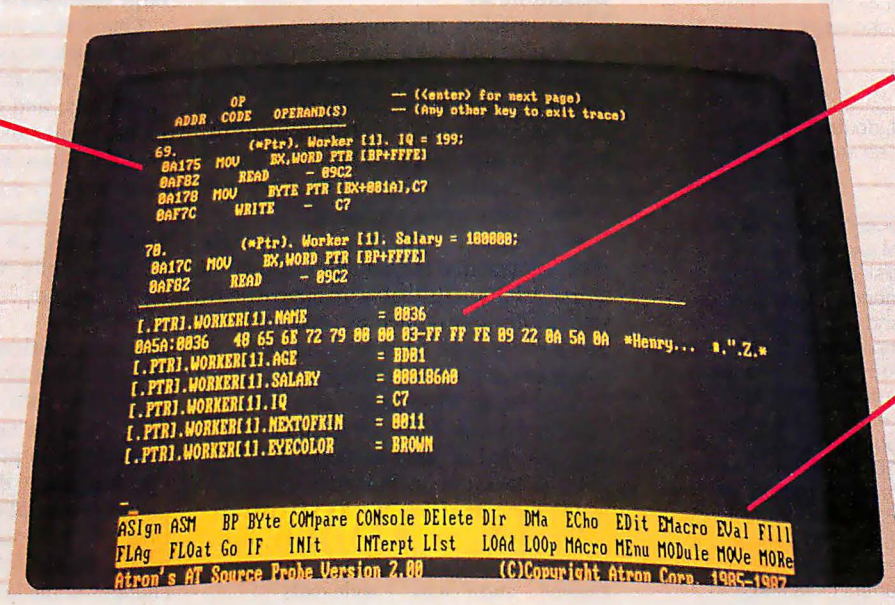 OP -- (<enter> for next page)
ADDR CODE OPERAND(S) -- (Any other key to exit trace)
69. (*Ptr). Worker [1]. IQ = 199;
0A175 MOV BX,WORD PTR [BP+FFFE]
0AF82 READ - 09C2
0A178 MOV BYTE PTR [BX+001A],C7
0AF7C WRITE - C7
70. (*Ptr). Worker [1]. Salary = 100000;
0A17C MOV BX,WORD PTR [BP+FFFE]
0AF82 READ - 09C2
[.PTR].WORKER[1].NAME = 0036
0A5A:0036 48 65 6E 72 79 00 00 03-FF FF FE 09 22 0A 5A 0A *Henry... .".Z.*
[.PTR].WORKER[1].AGE = BD01
[.PTR].WORKER[1].SALARY = 000186A0
[.PTR].WORKER[1].IQ = C7
[.PTR].WORKER[1].NEXTOFKIN = 0011
[.PTR].WORKER[1].EYECOLOR = BROWN
ASIgn ASM BP BYte COMpare CONsole DElete DIr DMa ECho EDit EMacro EVal FIll
FLAg FLOat Go IF INIt INTerpt LIst LOAd LOOp MAcro MEnu MODule MOVe MORe
Atron's AT Source Probe Version 2.00 (C)Copyright Atron Corp. 1985-1987